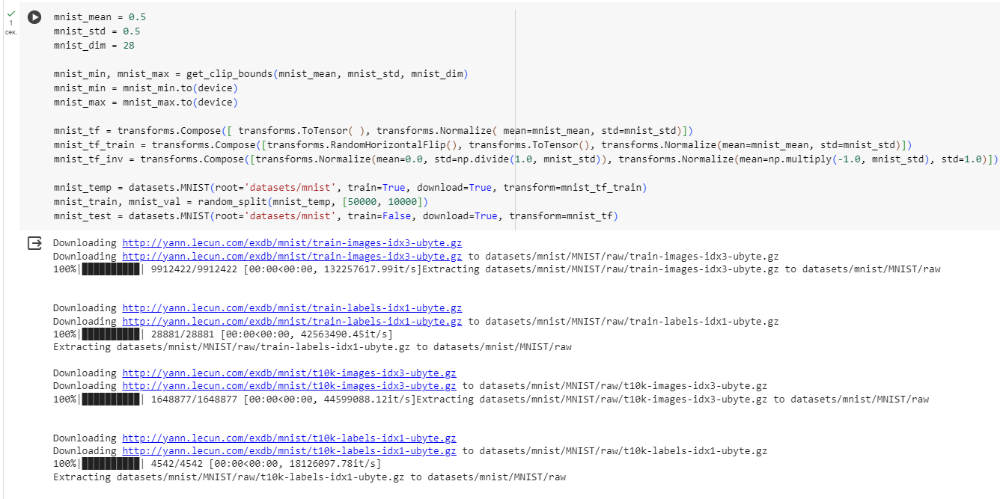 1
сек.
mnist_mean = 0.5
mnist_std = 0.5
mnist_dim = 28
mnist_min, mnist_max = get_clip_bounds(mnist_mean, mnist_std, mnist_dim)
mnist_min = mnist_min.to(device)
mnist_max = mnist_max.to(device)
mnist_tf = transforms.Compose([ transforms.ToTensor( ), transforms.Normalize( mean=mnist_mean, std=mnist_std)])
mnist_tf_train = transforms.Compose([transforms.RandomHorizontalFlip(), transforms.ToTensor(), transforms.Normalize(mean=mnist_mean, std=mnist_std)])
mnist_tf_inv = transforms.Compose([transforms.Normalize(mean=0.0, std=np.divide(1.0, mnist_std)), transforms.Normalize(mean=np.multiply(-1.0, mnist_std), std=1.0)])
mnist_temp = datasets.MNIST(root='datasets/mnist', train=True, download=True, transform=mnist_tf_train)
mnist_train, mnist_val = random_split(mnist_temp, [50000, 10000])
mnist_test = datasets.MNIST(root='datasets/mnist', train=False, download=True, transform=mnist_tf)
Downloading http://yann.lecun.com/exdb/mnist/train-images-idx3-ubyte.gz
Downloading http://yann.lecun.com/exdb/mnist/train-images-idx3-ubyte.gz to datasets/mnist/MNIST/raw/train-images-idx3-ubyte.gz
100%|██████████| 9912422/9912422 [00:00<00:00, 132257617.99it/s]Extracting datasets/mnist/MNIST/raw/train-images-idx3-ubyte.gz to datasets/mnist/MNIST/raw
Downloading http://yann.lecun.com/exdb/mnist/train-labels-idx1-ubyte.gz
Downloading http://yann.lecun.com/exdb/mnist/train-labels-idx1-ubyte.gz to datasets/mnist/MNIST/raw/train-labels-idx1-ubyte.gz
100%|██████████| 28881/28881 [00:00<00:00, 42563490.45it/s]
Extracting datasets/mnist/MNIST/raw/train-labels-idx1-ubyte.gz to datasets/mnist/MNIST/raw
Downloading http://yann.lecun.com/exdb/mnist/t10k-images-idx3-ubyte.gz
Downloading http://yann.lecun.com/exdb/mnist/t10k-images-idx3-ubyte.gz to datasets/mnist/MNIST/raw/t10k-images-idx3-ubyte.gz
100%|██████████| 1648877/1648877 [00:00<00:00, 44599088.12it/s]Extracting datasets/mnist/MNIST/raw/t10k-images-idx3-ubyte.gz to datasets/mnist/MNIST/raw
Downloading http://yann.lecun.com/exdb/mnist/t10k-labels-idx1-ubyte.gz
Downloading http://yann.lecun.com/exdb/mnist/t10k-labels-idx1-ubyte.gz to datasets/mnist/MNIST/raw/t10k-labels-idx1-ubyte.gz
100%|██████████| 4542/4542 [00:00<00:00, 18126097.78it/s]
Extracting datasets/mnist/MNIST/raw/t10k-labels-idx1-ubyte.gz to datasets/mnist/MNIST/raw